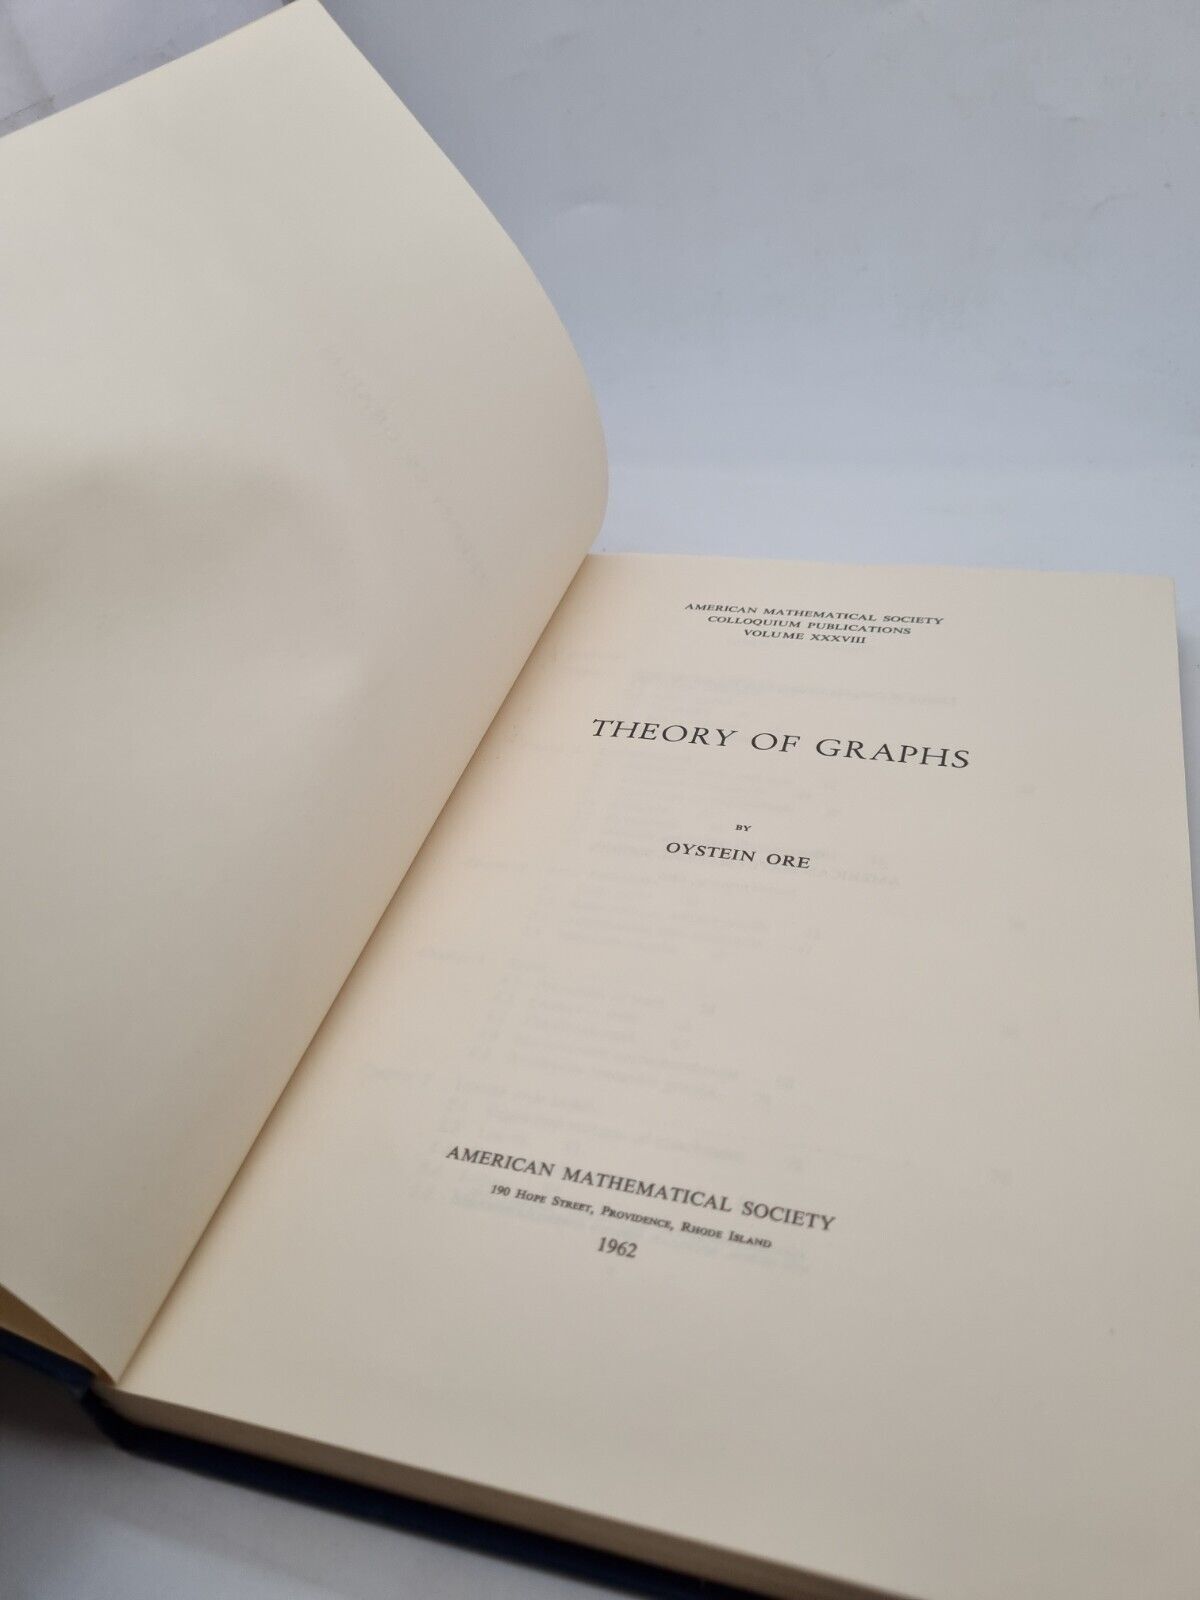 AMERICAN MATHEMATICAL SOCIETY
COLLOQUIUM PUBLICATIONS
VOLUME XXXVIII
THEORY OF GRAPHS
BY
OYSTEIN ORE
AMERICAN MATHEMATICAL SOCIETY
190 HOPE STREET, PROVIDENCE, RHODE ISLAND
1962